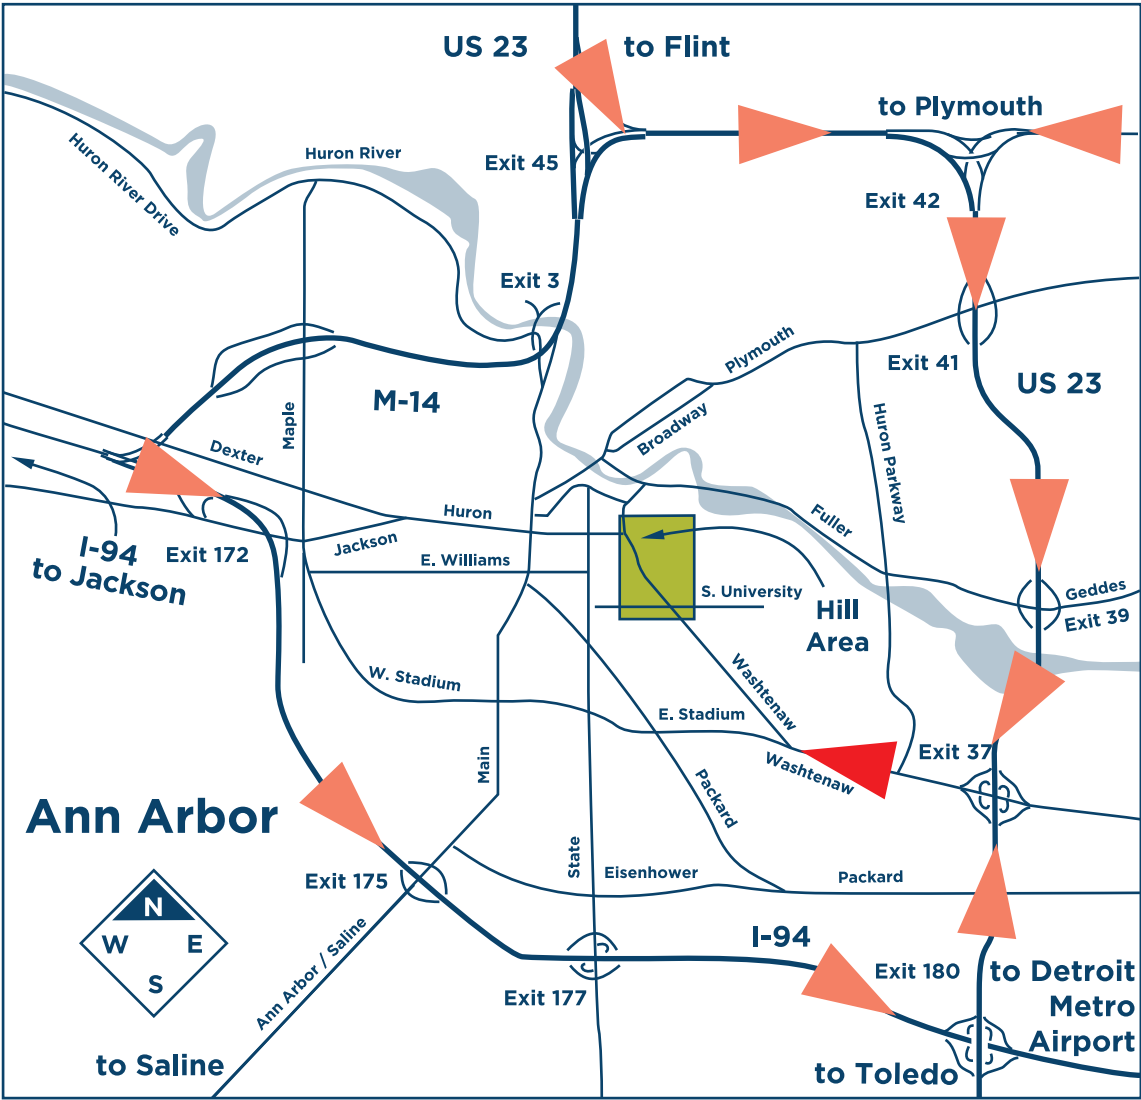 US 23
to Flint
to Plymouth
Huron River
Exit 45
Huron River Drive
Exit 42
Exit 3
Plymouth
Exit 41
US 23
M-14
Maple
Broadway
Huron Parkway
Dexter
Huron
Fuller
I-94
to Jackson
Exit 172
Jackson
E. Williams
S. University
Geddes
Exit 39
Hill
Area
W. Stadium
Washtenaw
E. Stadium
Main
Exit 37
Washtenaw
Packard
Ann Arbor
State
Exit 175
Eisenhower
Packard
N
W E
S
Ann Arbor / Saline
I-94
Exit 180
to Detroit
Metro
Airport
Exit 177
to Saline
to Toledo